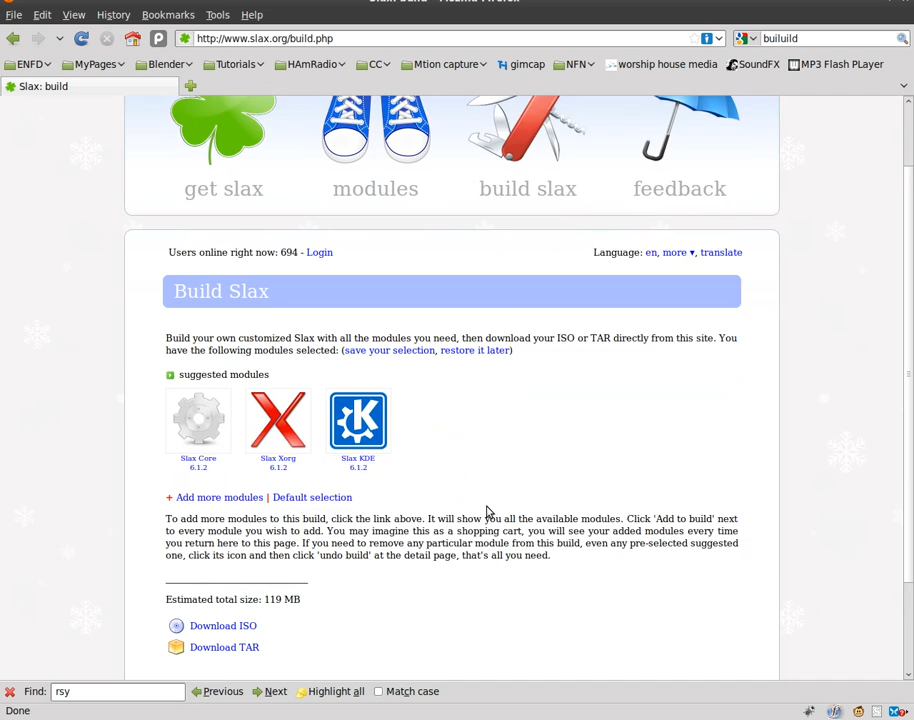 Slax: build - Mozilla Firefox
File Edit View History Bookmarks Tools Help
http://www.slax.org/build.php
builuild
ENFD MyPages Blender Tutorials HAmRadio CC Mtion capture gimcap NFN worship house media SoundFX MP3 Flash PLayer
Slax: build
get slax modules build slax feedback
Users online right now: 694 - Login
Language: en, more ▾, translate
Build Slax
Build your own customized Slax with all the modules you need, then download your ISO or TAR directly from this site. You
have the following modules selected: (save your selection, restore it later)
suggested modules
Slax Core
6.1.2
Slax Xorg
6.1.2
Slax KDE
6.1.2
+ Add more modules | Default selection
To add more modules to this build, click the link above. It will show you all the available modules. Click 'Add to build' next
to every module you wish to add. You may imagine this as a shopping cart, you will see your added modules every time
you return here to this page. If you need to remove any particular module from this build, even any pre-selected suggested
one, click its icon and then click 'undo build' at the detail page, that's all you need.
Estimated total size: 119 MB
Download ISO
Download TAR
Find: rsy Previous Next Highlight all Match case
Done